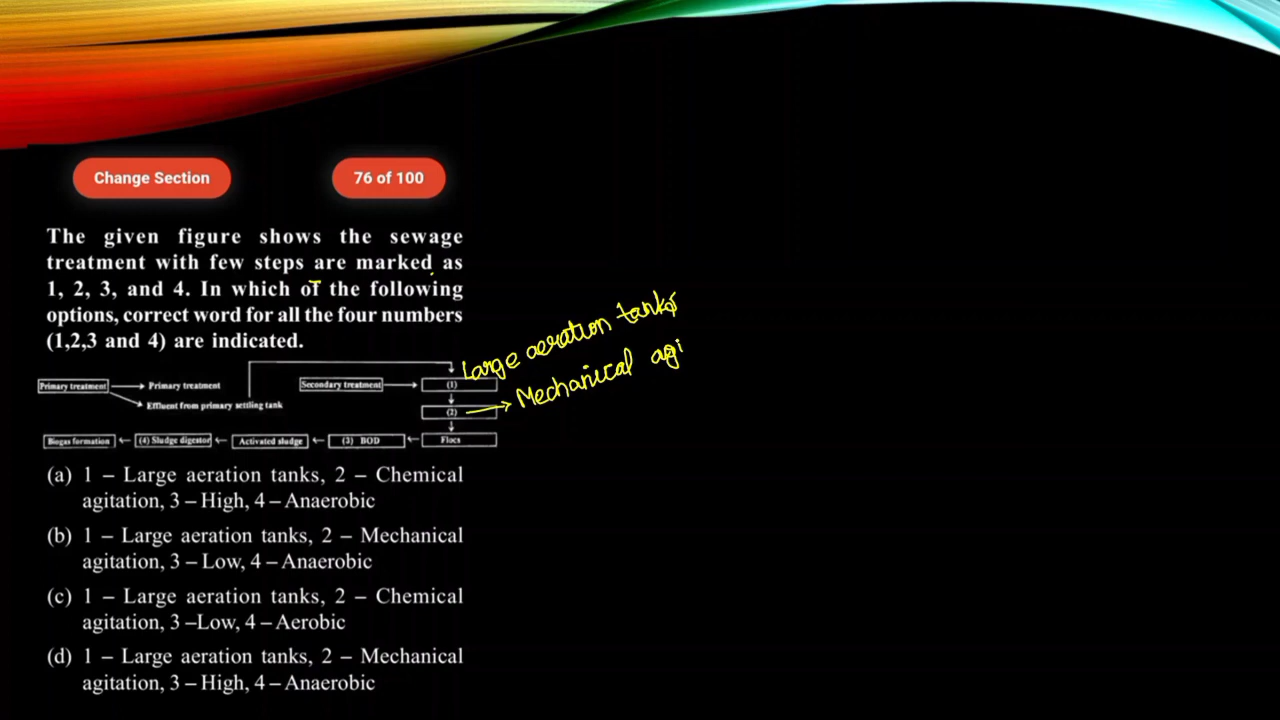 Change Section
76 of 100
The given figure shows the sewage
treatment with few steps are marked as
1, 2, 3, and 4. In which of the following
options, correct word for all the four numbers
(1,2,3 and 4) are indicated.
Primary treatment
Primary treatment
Effluent from primary settling tank
Secondary treatment
(1)
Large aeration tanks
(2)
Mechanical agi
Biogas formation
(4) Sludge digestor
Activated sludge
(3) BOD
Flocs
(a) 1 – Large aeration tanks, 2 – Chemical
agitation, 3 – High, 4 – Anaerobic
(b) 1 – Large aeration tanks, 2 – Mechanical
agitation, 3 – Low, 4 – Anaerobic
(c) 1 – Large aeration tanks, 2 – Chemical
agitation, 3 –Low, 4 – Aerobic
(d) 1 – Large aeration tanks, 2 – Mechanical
agitation, 3 – High, 4 – Anaerobic